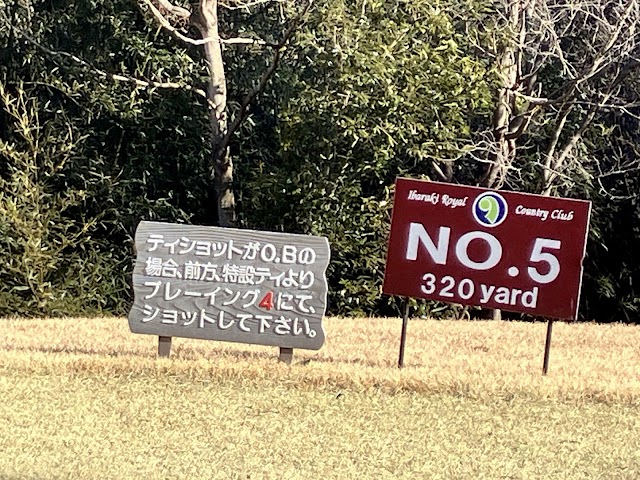 ティショットがO.Bの
場合、前方、特設ティより
プレーイング4にて、
ショットして下さい。
Ibaraki Royal Country Club
NO.5
320 yard